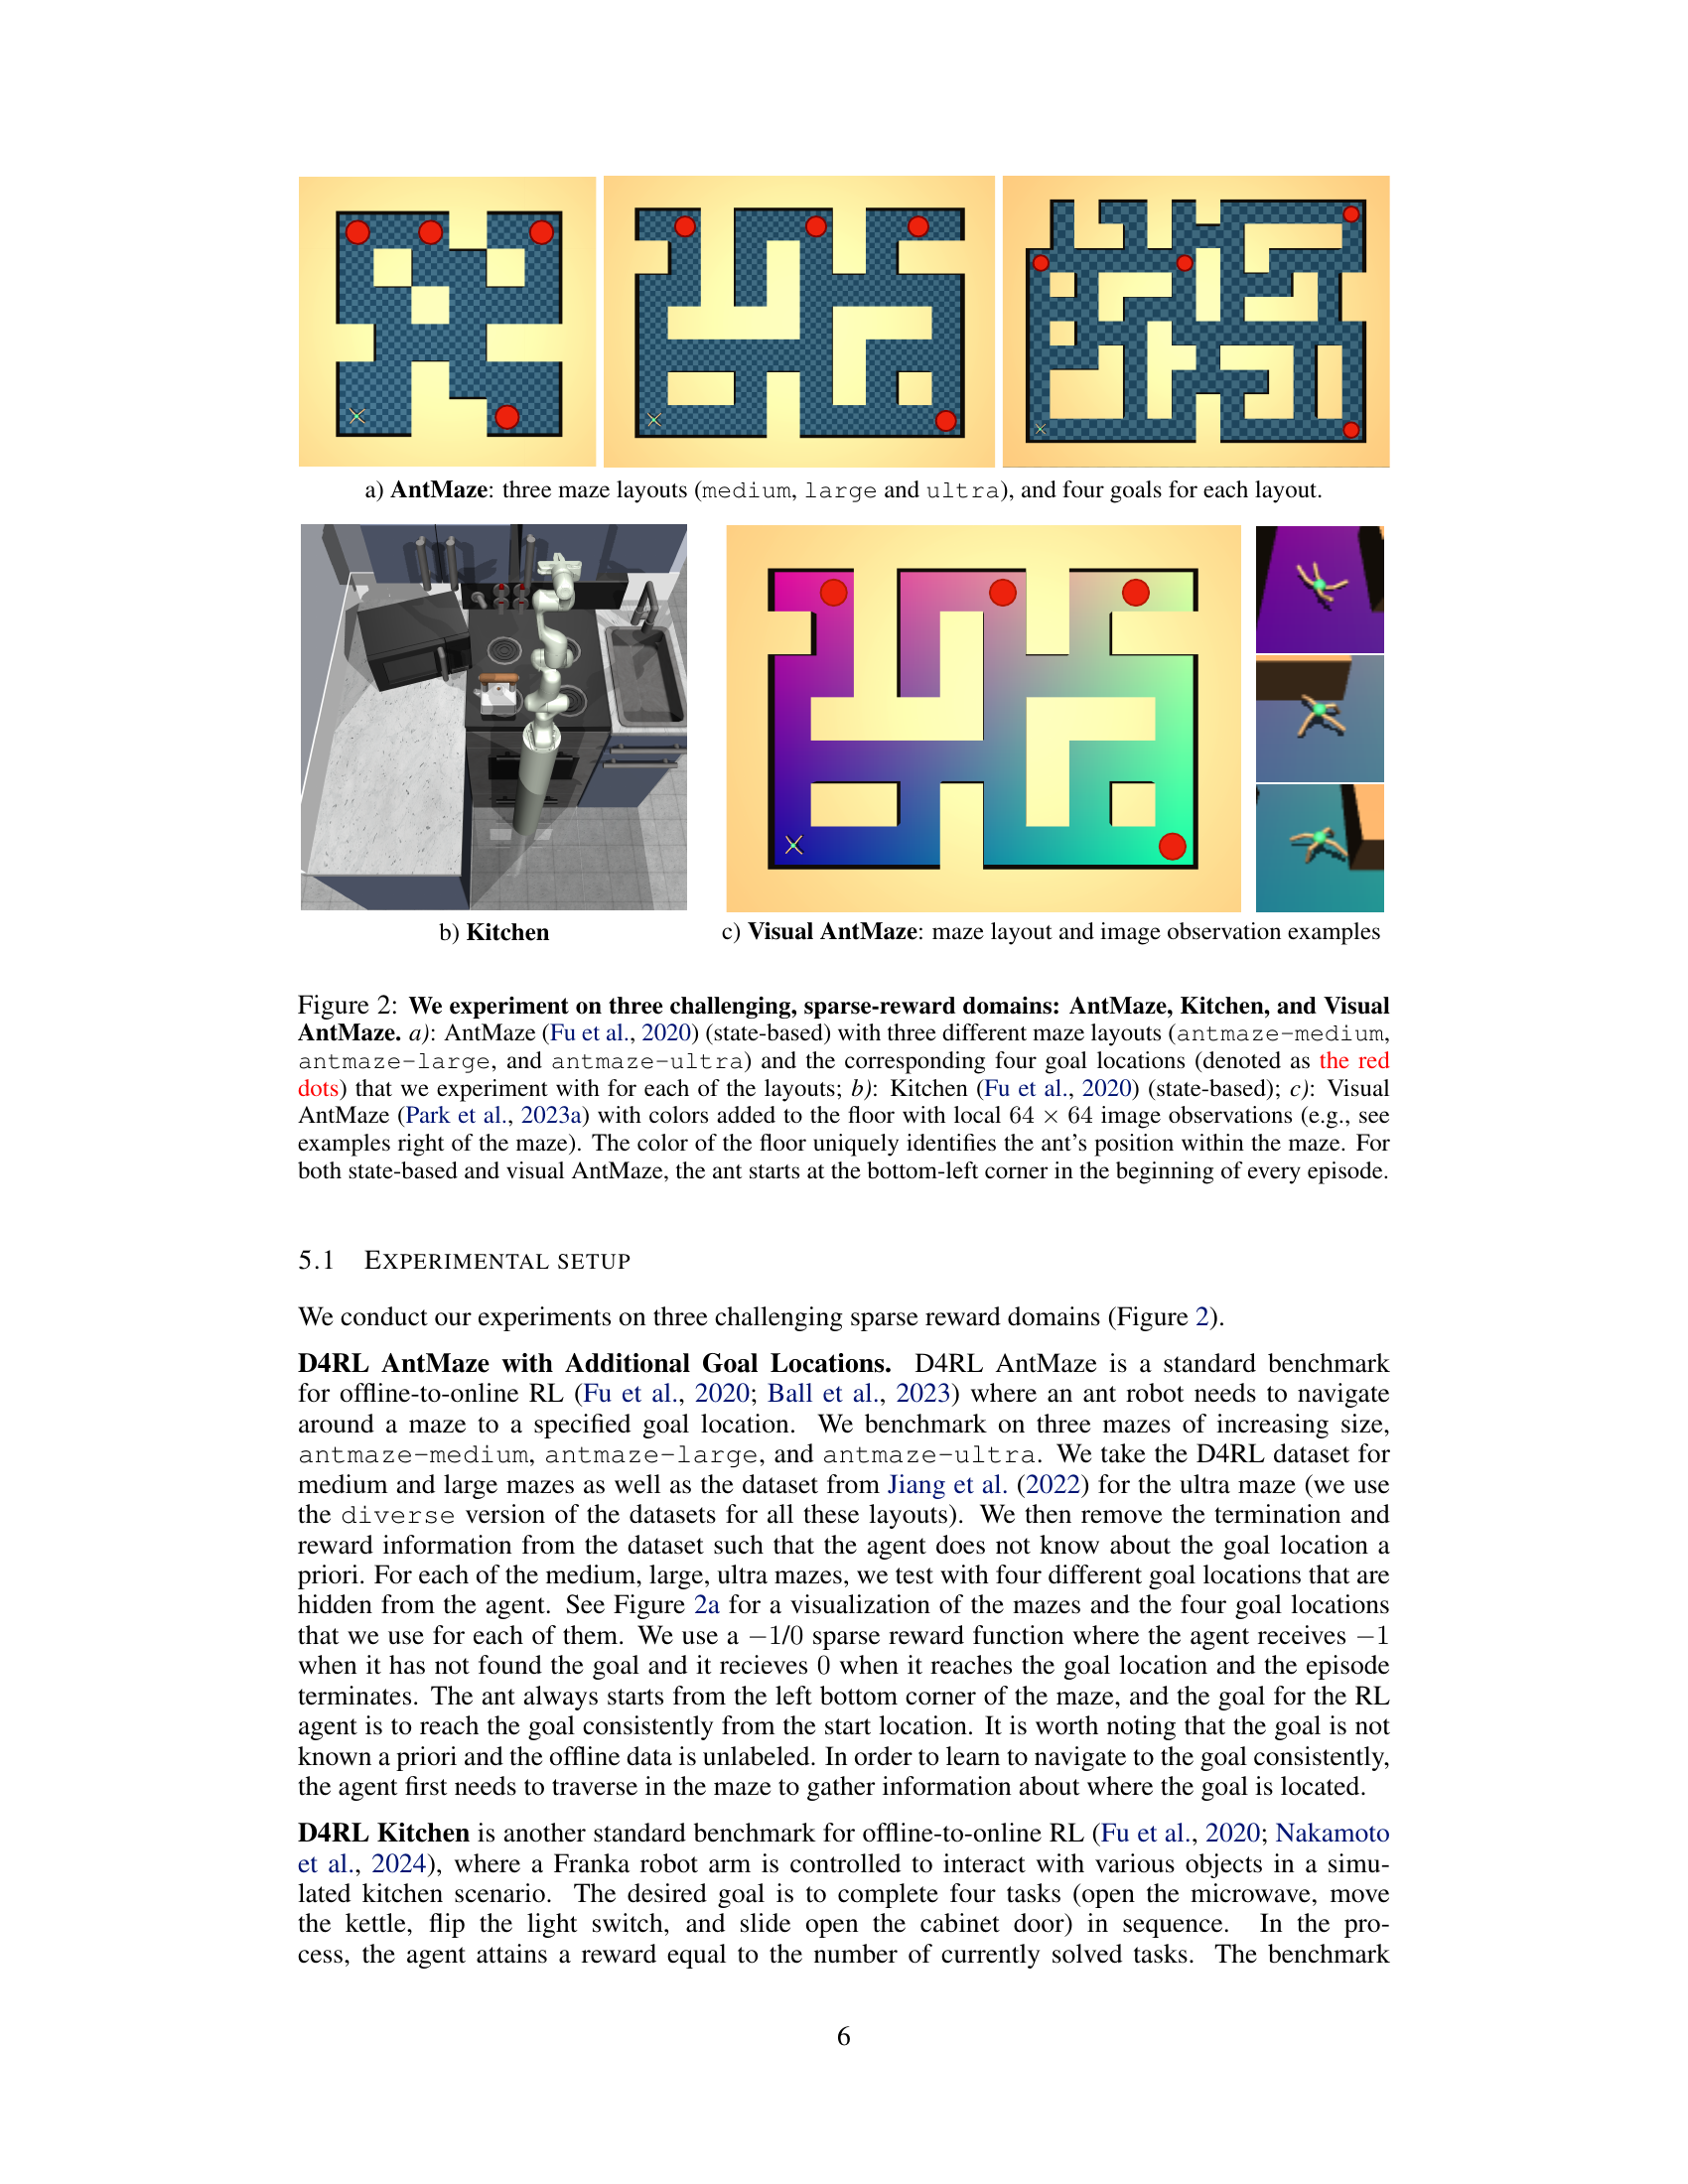 a) AntMaze: three maze layouts (medium, large and ultra), and four goals for each layout.
b) Kitchen
c) Visual AntMaze: maze layout and image observation examples
Figure 2: We experiment on three challenging, sparse-reward domains: AntMaze, Kitchen, and Visual
AntMaze. a): AntMaze (Fu et al., 2020) (state-based) with three different maze layouts (antmaze-medium,
antmaze-large, and antmaze-ultra) and the corresponding four goal locations (denoted as the red
dots) that we experiment with for each of the layouts; b): Kitchen (Fu et al., 2020) (state-based); c): Visual
AntMaze (Park et al., 2023a) with colors added to the floor with local 64 × 64 image observations (e.g., see
examples right of the maze). The color of the floor uniquely identifies the ant's position within the maze. For
both state-based and visual AntMaze, the ant starts at the bottom-left corner in the beginning of every episode.
5.1 EXPERIMENTAL SETUP
We conduct our experiments on three challenging sparse reward domains (Figure 2).
D4RL AntMaze with Additional Goal Locations. D4RL AntMaze is a standard benchmark
for offline-to-online RL (Fu et al., 2020; Ball et al., 2023) where an ant robot needs to navigate
around a maze to a specified goal location. We benchmark on three mazes of increasing size,
antmaze-medium, antmaze-large, and antmaze-ultra. We take the D4RL dataset for
medium and large mazes as well as the dataset from Jiang et al. (2022) for the ultra maze (we use
the diverse version of the datasets for all these layouts). We then remove the termination and
reward information from the dataset such that the agent does not know about the goal location a
priori. For each of the medium, large, ultra mazes, we test with four different goal locations that are
hidden from the agent. See Figure 2a for a visualization of the mazes and the four goal locations
that we use for each of them. We use a −1/0 sparse reward function where the agent receives −1
when it has not found the goal and it recieves 0 when it reaches the goal location and the episode
terminates. The ant always starts from the left bottom corner of the maze, and the goal for the RL
agent is to reach the goal consistently from the start location. It is worth noting that the goal is not
known a priori and the offline data is unlabeled. In order to learn to navigate to the goal consistently,
the agent first needs to traverse in the maze to gather information about where the goal is located.
D4RL Kitchen is another standard benchmark for offline-to-online RL (Fu et al., 2020; Nakamoto
et al., 2024), where a Franka robot arm is controlled to interact with various objects in a simu-
lated kitchen scenario. The desired goal is to complete four tasks (open the microwave, move
the kettle, flip the light switch, and slide open the cabinet door) in sequence. In the pro-
cess, the agent attains a reward equal to the number of currently solved tasks. The benchmark
6